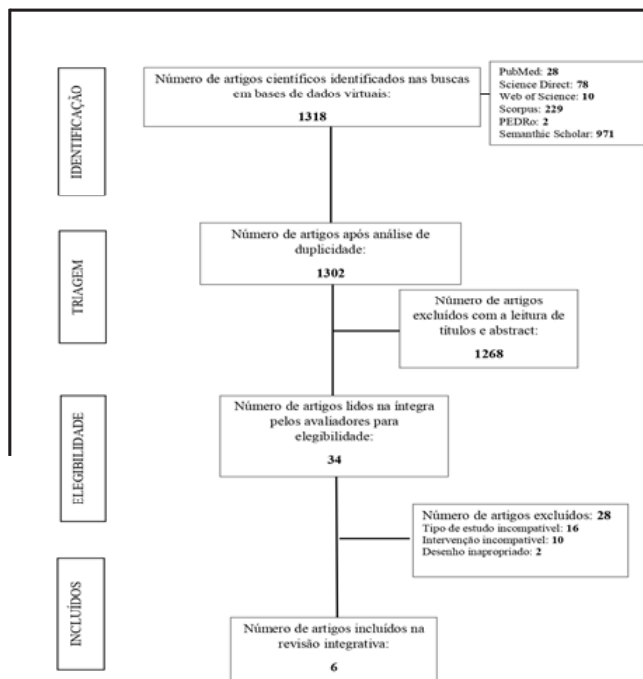 IDENTIFICAÇÃO
Número de artigos científicos identificados nas buscas
em bases de dados virtuais:
1318
PubMed: 28
Science Direct: 78
Web of Science: 10
Scorpus: 229
PEDRo: 2
Semanthic Scholar: 971
TRIAGEM
Número de artigos após análise de
duplicidade:
1302
Número de artigos
excluídos com a leitura de
títulos e abstract:
1268
ELEGIBILIDADE
Número de artigos lidos na íntegra
pelos avaliadores para
elegibilidade:
34
Número de artigos excluídos: 28
Tipo de estudo incompatível: 16
Intervenção incompatível: 10
Desenho inapropriado: 2
INCLUÍDOS
Número de artigos incluídos na
revisão integrativa:
6